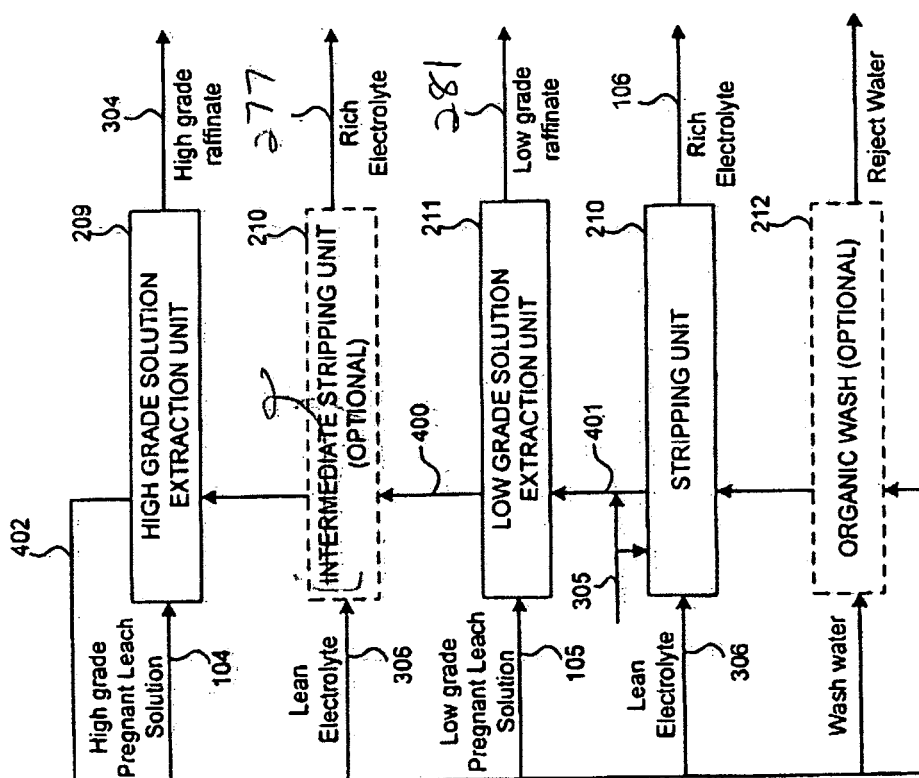 402
209
HIGH GRADE SOLUTION
EXTRACTION UNIT
High grade
Pregnant Leach
Solution
104
304
High grade
raffinate
210
INTERMEDIATE STRIPPING UNIT
(OPTIONAL)
2
Lean
Electrolyte
306
277
Rich
Electrolyte
400
211
LOW GRADE SOLUTION
EXTRACTION UNIT
Low grade
Pregnant Leach
Solution
105
281
Low grade
raffinate
401
305
210
STRIPPING UNIT
Lean
Electrolyte
306
106
Rich
Electrolyte
212
ORGANIC WASH (OPTIONAL)
Wash water
Reject Water